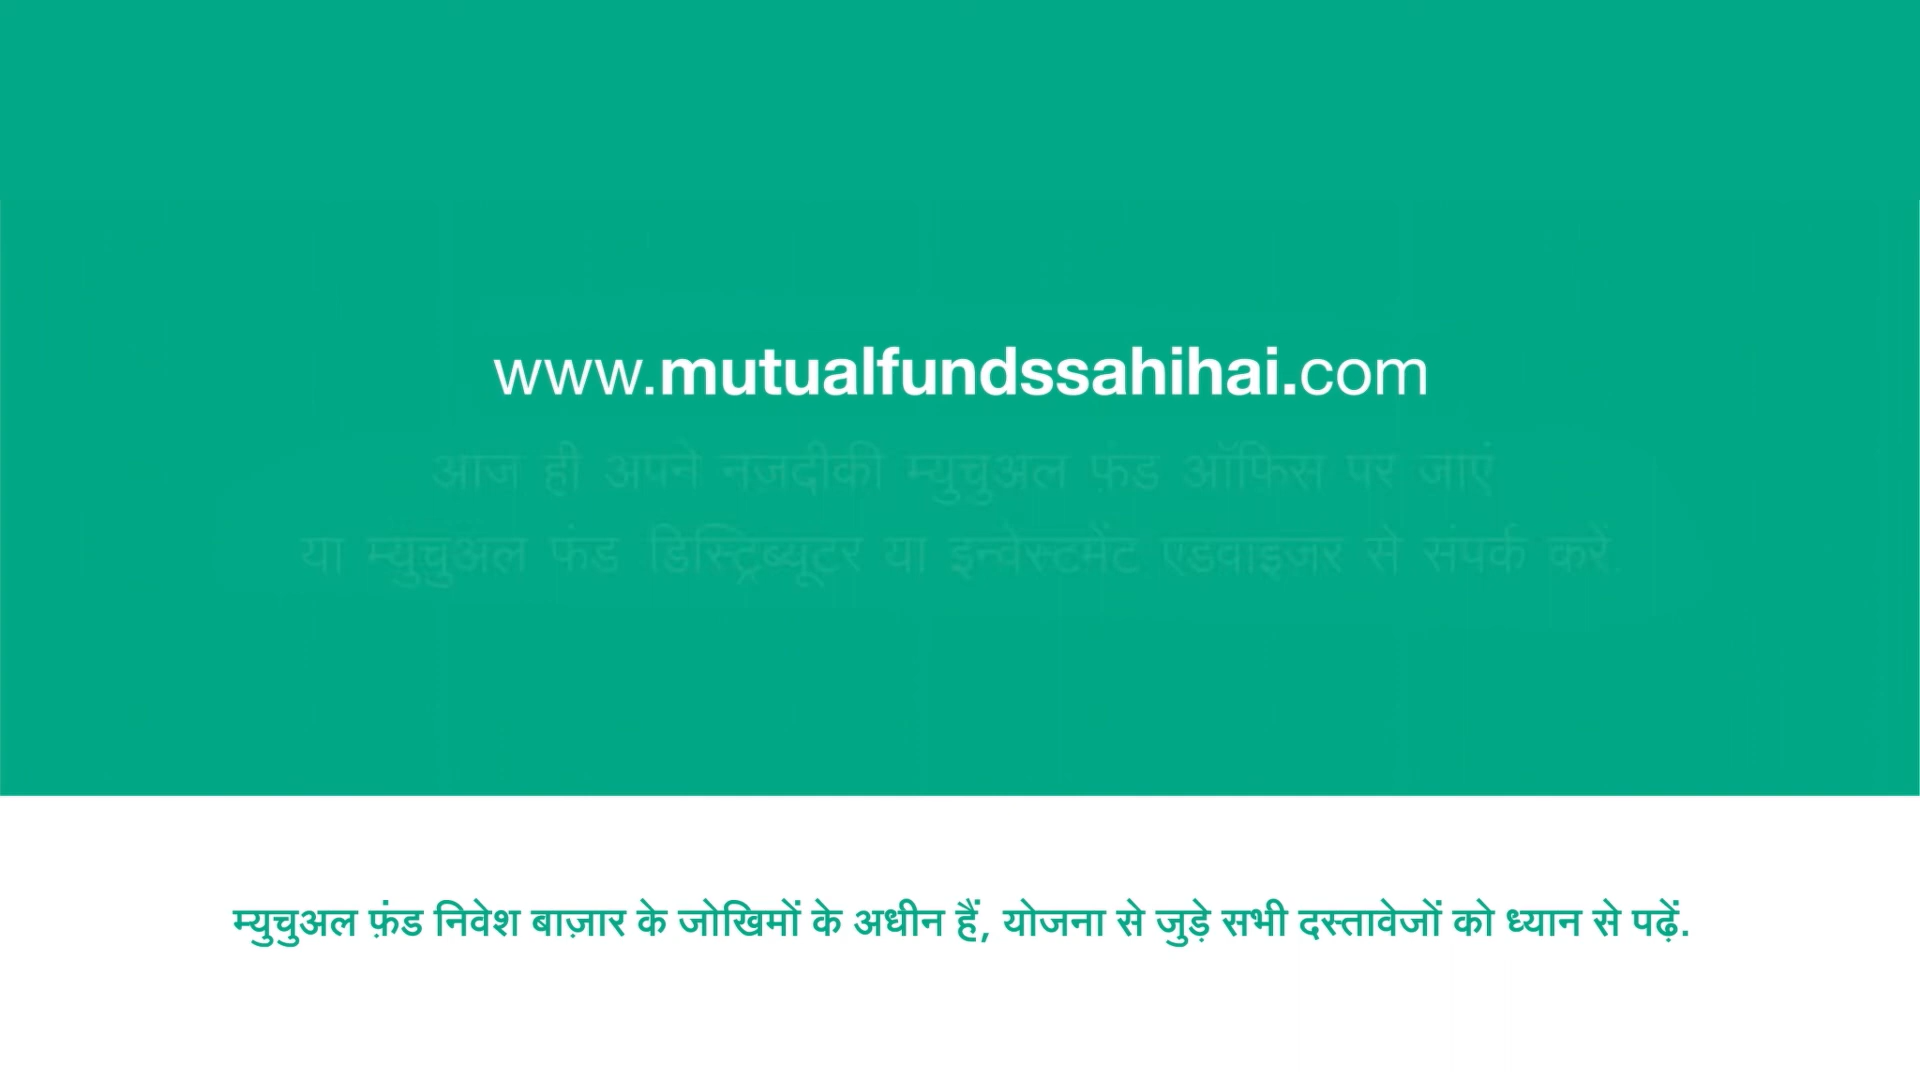 www.mutualfundssahihai.com
आज ही अपने नजदीकी म्युचुअल फंड ऑफिस पर जाएं
या म्युचुअल फंड डिस्ट्रिब्यूटर या इन्वेस्टमेंट एडवाइजर से संपर्क करें.
म्युचुअल फ़ंड निवेश बाज़ार के जोखिमों के अधीन हैं, योजना से जुड़े सभी दस्तावेजों को ध्यान से पढ़ें.